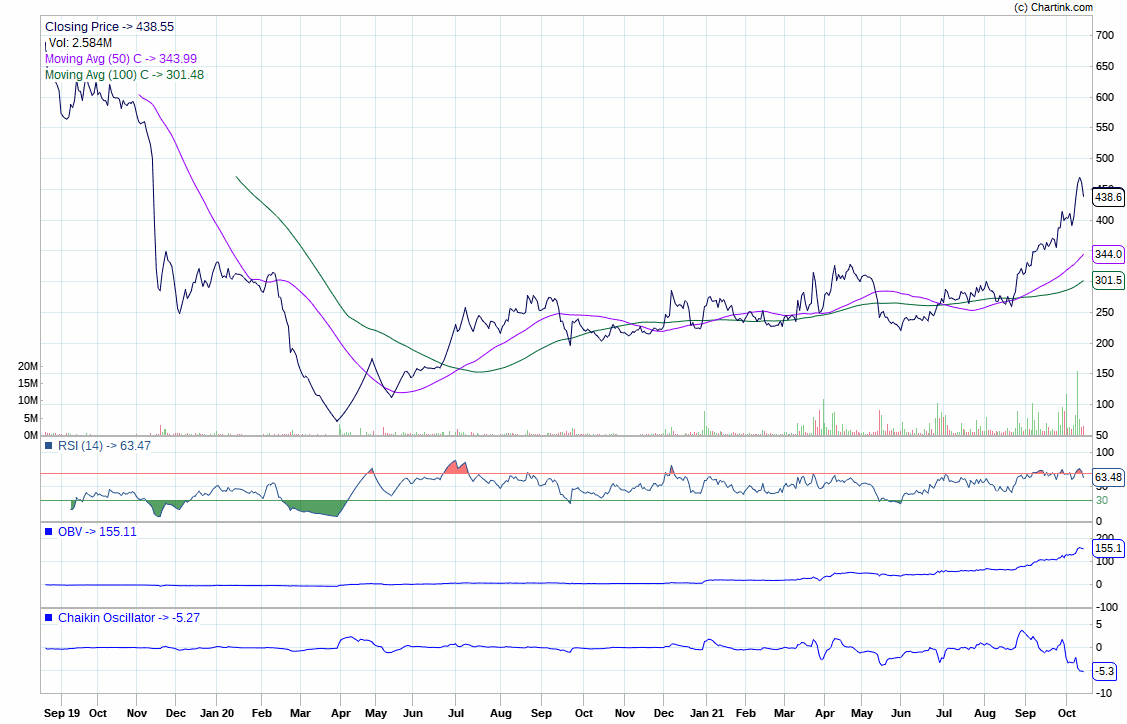 (c) Chartink.com
Closing Price -> 438.55
Vol: 2.584M
Moving Avg (50) C -> 343.99
Moving Avg (100) C -> 301.48
700
650
600
550
500
450
438.6
400
344.0
301.5
250
200
150
100
50
20M
15M
10M
5M
0M
RSI (14) -> 63.47
100
63.48
50
30
0
OBV -> 155.11
200
155.1
100
0
-100
Chaikin Oscillator -> -5.27
5
0
-5.3
-10
Sep 19 Oct Nov Dec Jan 20 Feb Mar Apr May Jun Jul Aug Sep Oct Nov Dec Jan 21 Feb Mar Apr May Jun Jul Aug Sep Oct